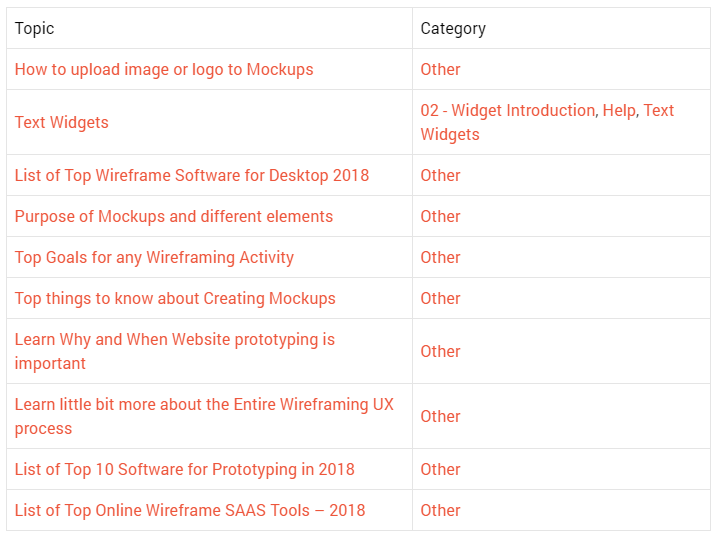 Topic Category
How to upload image or logo to Mockups Other
Text Widgets 02 - Widget Introduction, Help, Text
Widgets
List of Top Wireframe Software for Desktop 2018 Other
Purpose of Mockups and different elements Other
Top Goals for any Wireframing Activity Other
Top things to know about Creating Mockups Other
Learn Why and When Website prototyping is
important Other
Learn little bit more about the Entire Wireframing UX
process Other
List of Top 10 Software for Prototyping in 2018 Other
List of Top Online Wireframe SAAS Tools – 2018 Other